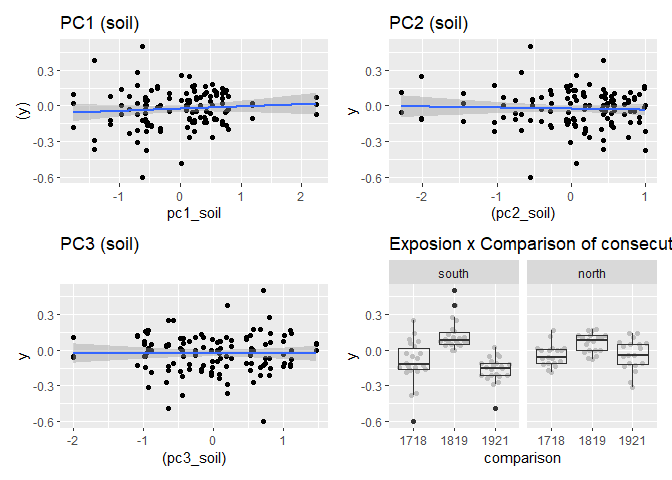 PC1 (soil)
(y)
0.3
0.0
-0.3
-0.6
-1
0
1
2
pc1_soil
PC2 (soil)
y
0.3
0.0
-0.3
-0.6
-2
-1
0
1
(pc2_soil)
PC3 (soil)
y
0.3
0.0
-0.3
-0.6
-2
-1
0
1
(pc3_soil)
Exposion x Comparison of consecut
south
north
y
0.3
0.0
-0.3
-0.6
1718
1819
1921
1718
1819
1921
comparison